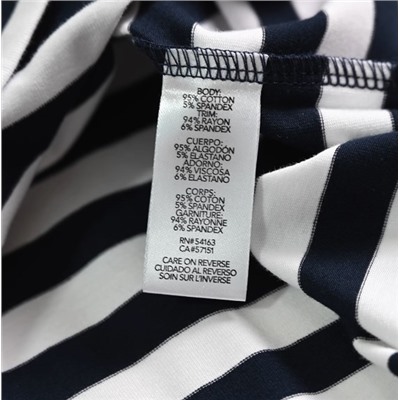 BODY:
95% COTTON
5% SPANDEX
TRIM:
94% RAYON
6% SPANDEX
CUERPO:
95% ALGODÓN
5% ELASTANO
ADORNO:
94% VISCOSA
6% ELASTANO
CORPS:
95% COTON
5% SPANDEX
GARNITURE:
94% RAYONNE
6% SPANDEX
RN#54163
CA#57151
CARE ON REVERSE
CUIDADO AL REVERSO
SOIN SUR L'INVERSE